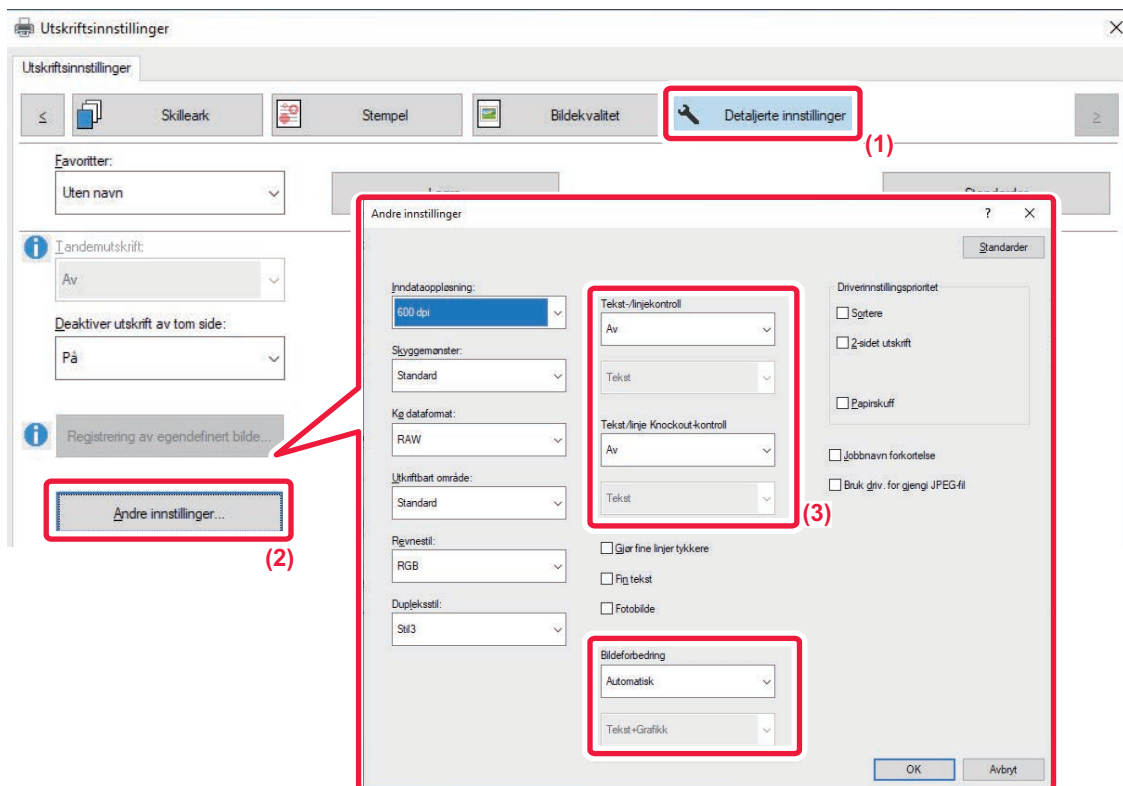 Utskriftsinnstillinger
Utskriftsinnstillinger
< Skilleark Stempel Bildekvalitet Detaljerte innstillinger >
(1)
Favoritter:
Uten navn
Tandemutskrift:
Av
Deaktiver utskrift av tom side:
På
Registrering av egendefinert bilde...
Andre innstillinger...
(2)
Andre innstillinger ?
Standarder
Inndataoppløsning:
600 dpi
Skyggemønster:
Standard
Kø dataformat:
RAW
Utkriftbart område:
Standard
Revnestil:
RGB
Dupleksstil:
Stil3
Tekst-/linjekontroll
Av
Tekst
Tekst/linje Knockout-kontroll
Av
Tekst
(3)
Gjør fine linjer tykkere
Fin tekst
Fotobilde
Bildeforbedring
Automatisk
Tekst+Grafikk
Driverinnstillingsprioritet
Sortere
2-sidet utskrift
Papirskuff
Jobbnavn forkortelse
Bruk driv. for gjengi JPEG-fil
OK Avbryt